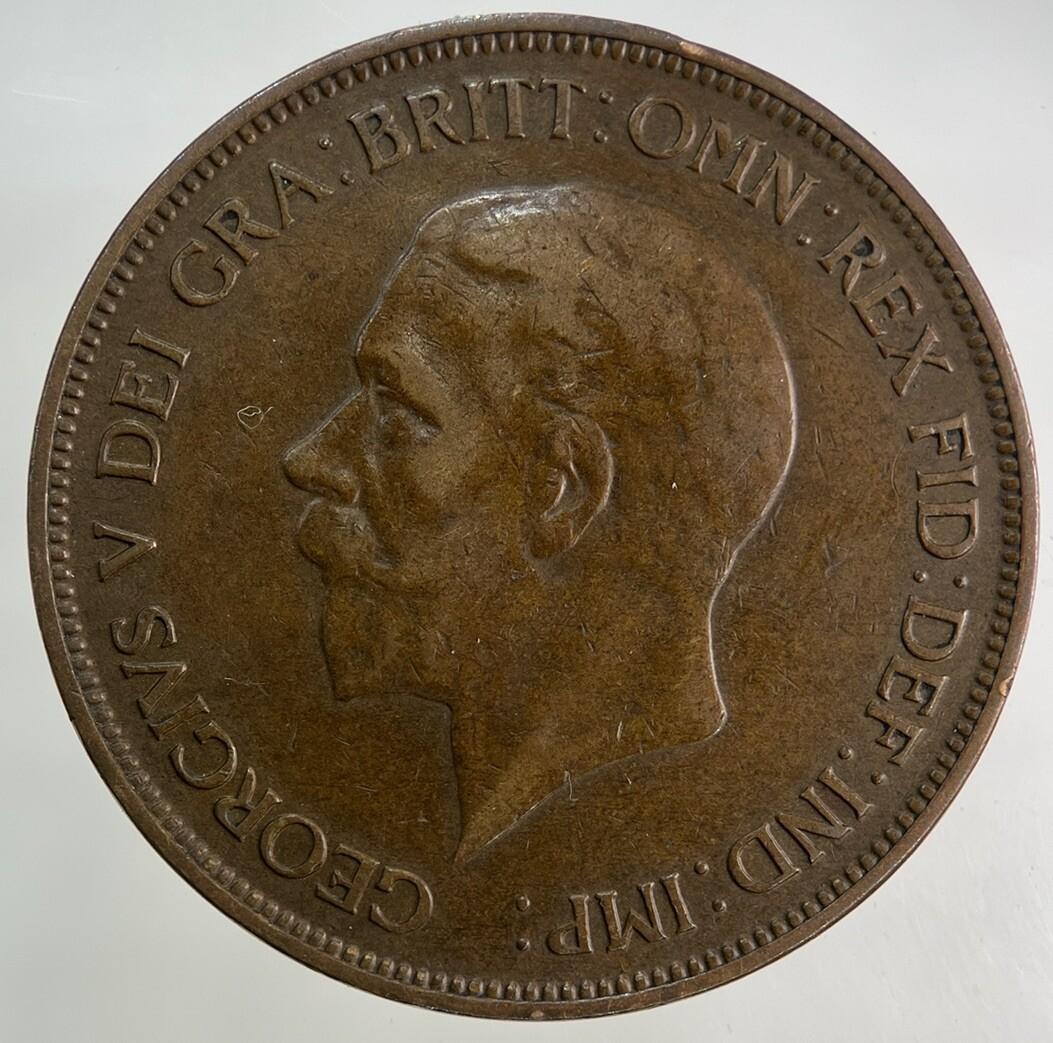 GEORGIVS V DEI GRA: BRITT: OMN: REX FID: DEF: IND: IMP: